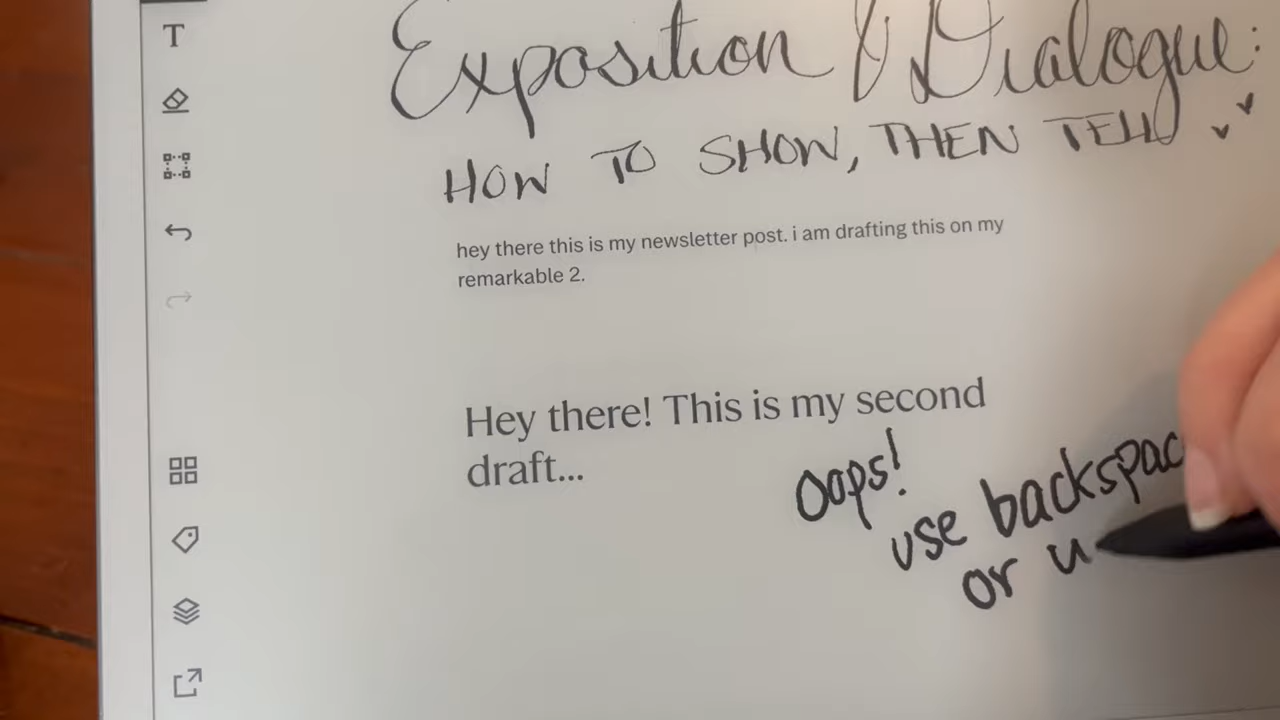 T
Exposition & Dialogue:
HOW TO SHOW, THEN TELL
hey there this is my newsletter post. i am drafting this on my
remarkable 2.
Hey there! This is my second
draft...
Oops!
use backspac
or u